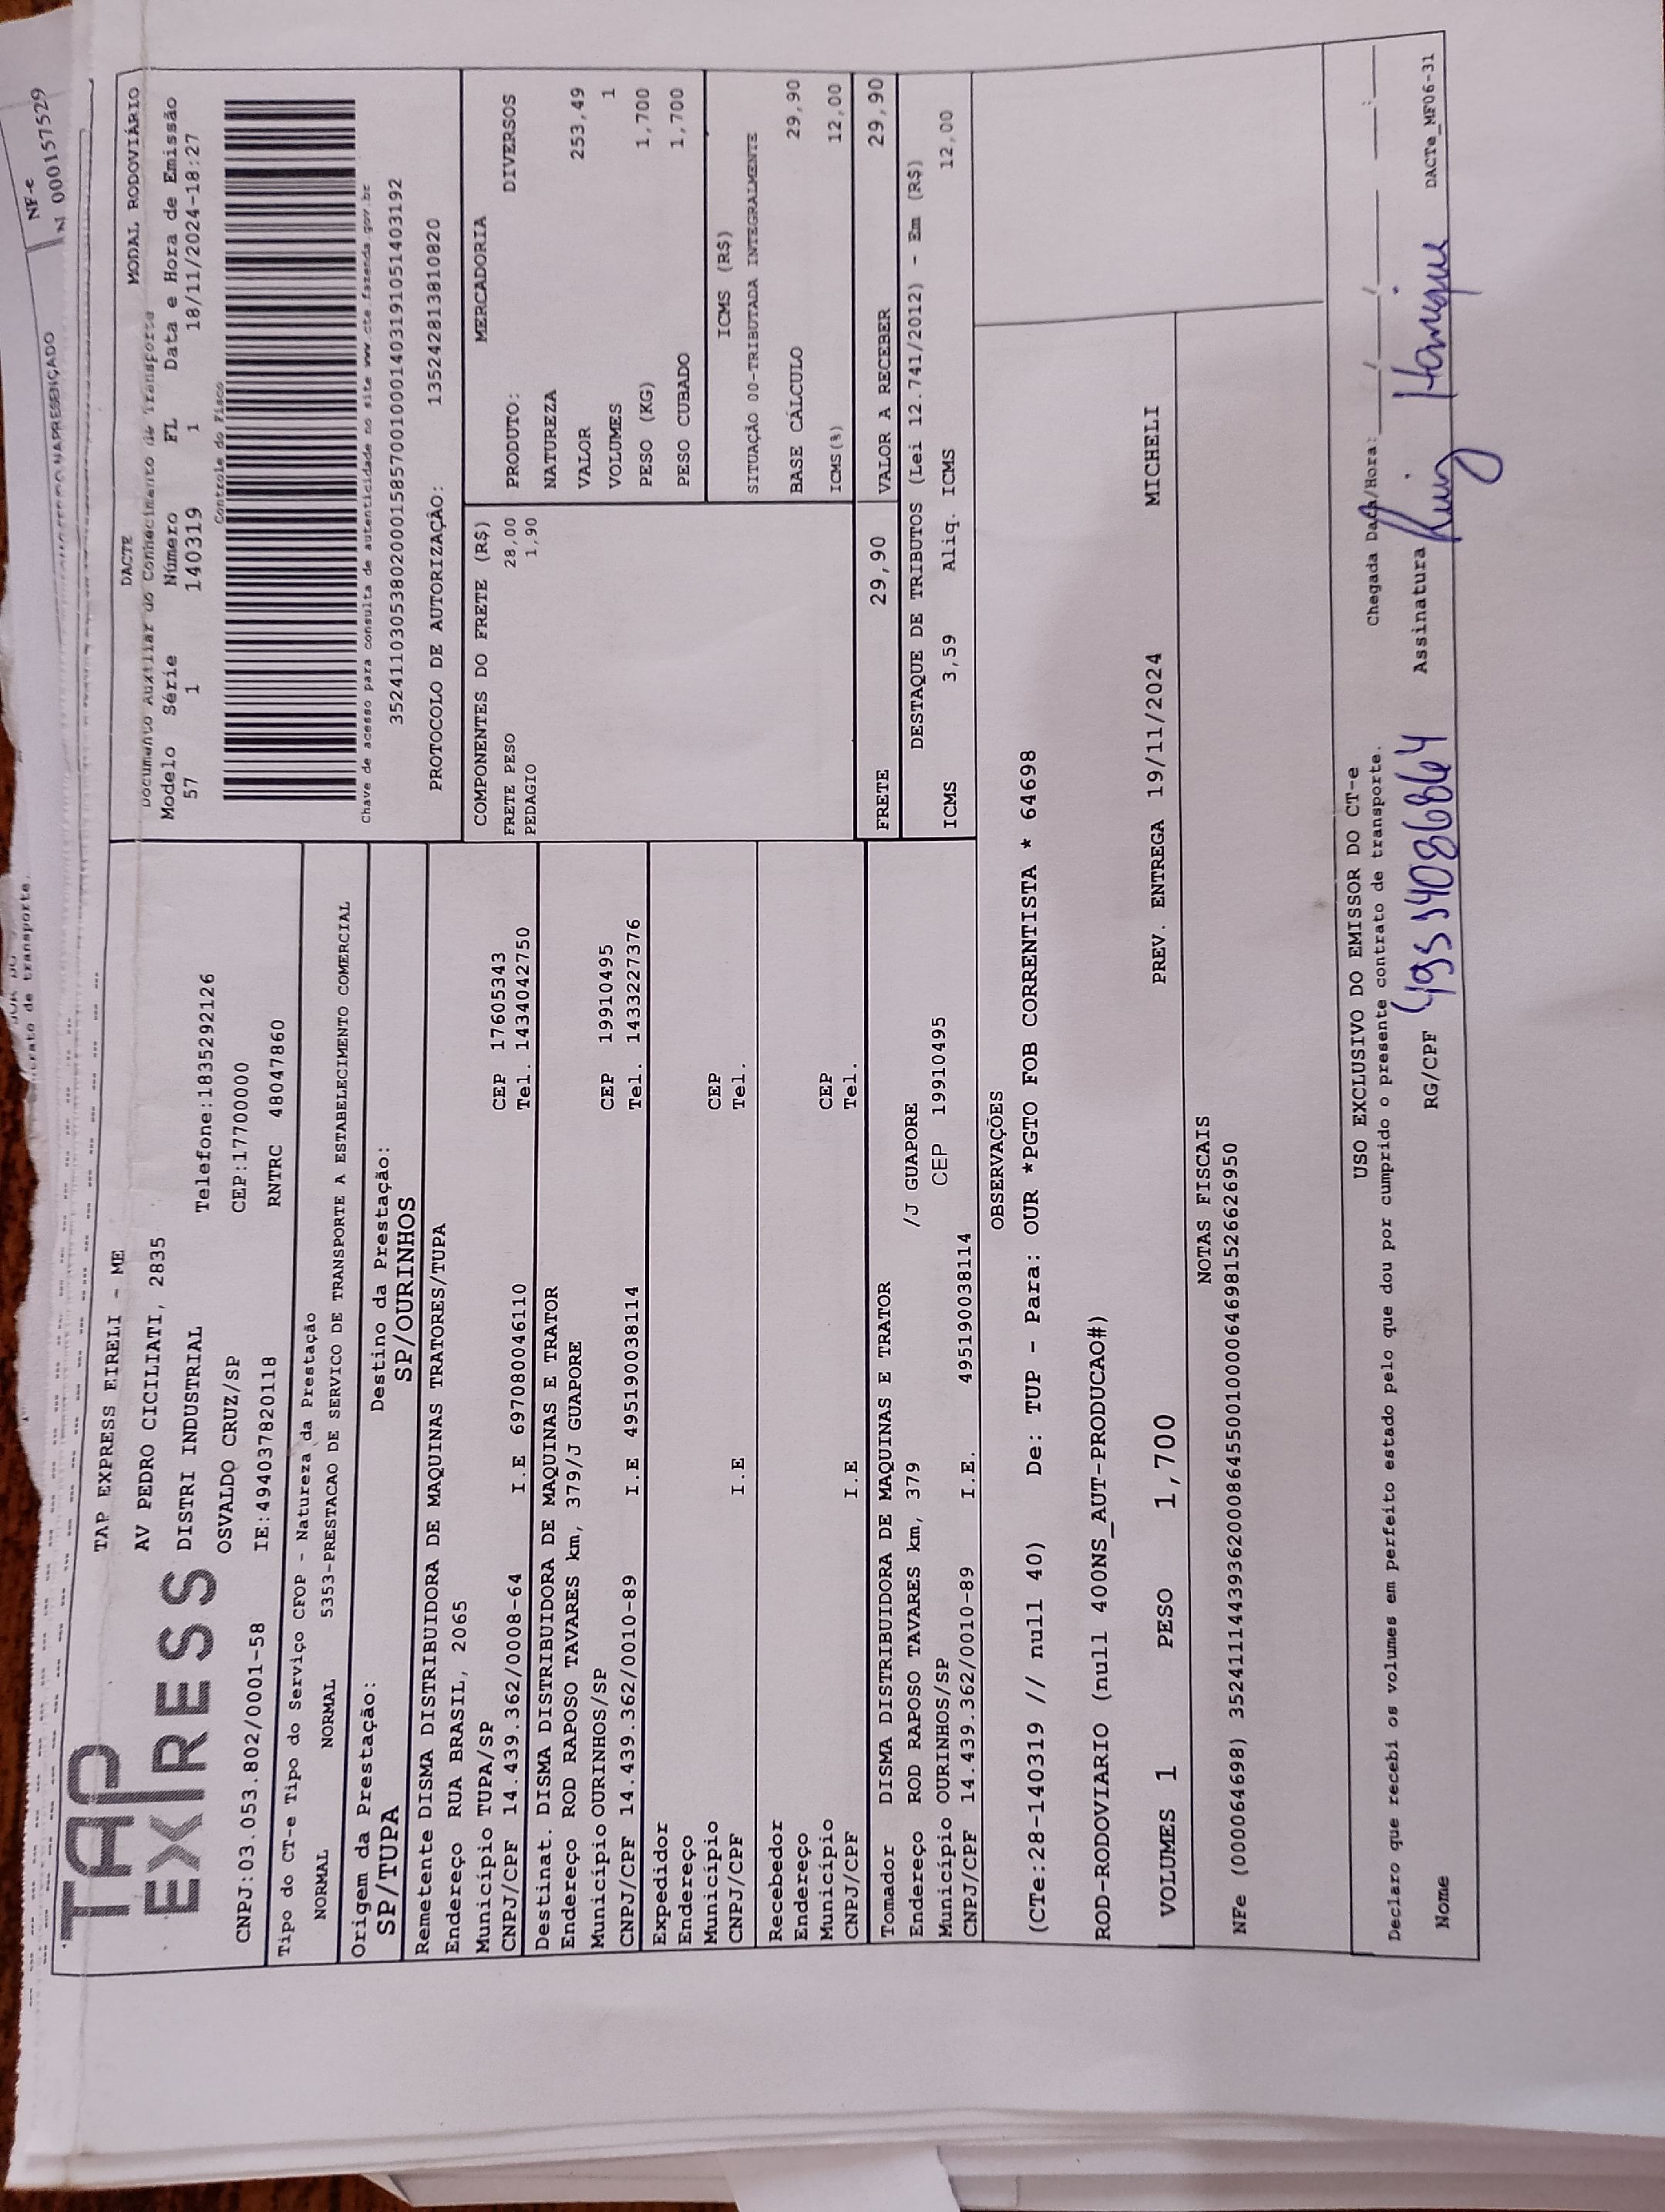 NF-e
N 000157529
contrato de transporte.
TAP
EXPRESS
TAP EXPRESS EIRELI - ME
AV PEDRO CICILIATI, 2835
DISTRI INDUSTRIAL
Telefone:1835292126
OSVALDO CRUZ/SP
CEP:17700000
CNPJ:03.053.802/0001-58
IE:494037820118
RNTRC 48047860
Tipo do CT-e Tipo do Serviço CFOP - Natureza da Prestação
NORMAL NORMAL 5353-PRESTACAO DE SERVICO DE TRANSPORTE A ESTABELECIMENTO COMERCIAL
Origem da Prestação:
SP/TUPA
Destino da Prestação:
SP/OURINHOS
DACTE
MODAL RODOVIÁRIO
Documento Auxiliar do Conhecimento de Transporte
Modelo Série Número FL Data e Hora de Emissão
57 1 140319 1 18/11/2024-18:27
Controle do Fisco
Chave de acesso para consulta de autenticidade no site www.cte.fazenda.gov.br
35241103053802000158570010001403191051403192
PROTOCOLO DE AUTORIZAÇÃO: 135242813810820
Remetente DISMA DISTRIBUIDORA DE MAQUINAS TRATORES/TUPA
Endereço RUA BRASIL, 2065
Município TUPA/SP CEP 17605343
CNPJ/CPF 14.439.362/0008-64 I.E 697080046110 Tel. 1434042750
Destinat. DISMA DISTRIBUIDORA DE MAQUINAS E TRATOR
Endereço ROD RAPOSO TAVARES km, 379/J GUAPORE
Município OURINHOS/SP CEP 19910495
CNPJ/CPF 14.439.362/0010-89 I.E 495190038114 Tel. 1433227376
Expedidor
Endereço
Município CEP
CNPJ/CPF I.E Tel.
Recebedor
Endereço
Município CEP
CNPJ/CPF I.E Tel.
Tomador DISMA DISTRIBUIDORA DE MAQUINAS E TRATOR
Endereço ROD RAPOSO TAVARES km, 379 /J GUAPORE
Município OURINHOS/SP CEP 19910495
CNPJ/CPF 14.439.362/0010-89 I.E. 495190038114
COMPONENTES DO FRETE (R$)
FRETE PESO 28,00
PEDAGIO 1,90
MERCADORIA
PRODUTO: DIVERSOS
NATUREZA
VALOR 253,49
VOLUMES 1
PESO (KG) 1,700
PESO CUBADO 1,700
ICMS (R$)
SITUAÇÃO 00-TRIBUTADA INTEGRALMENTE
BASE CÁLCULO 29,90
ICMS(%) 12,00
FRETE 29,90 VALOR A RECEBER 29,90
DESTAQUE DE TRIBUTOS (Lei 12.741/2012) - Em (R$)
ICMS 3,59 Aliq. ICMS 12,00
OBSERVAÇÕES
(CTe:28-140319 // null 40) De: TUP - Para: OUR *PGTO FOB CORRENTISTA * 64698
ROD-RODOVIARIO (null 400NS_AUT-PRODUCAO#)
VOLUMES 1 PESO 1,700 PREV. ENTREGA 19/11/2024 MICHELI
NOTAS FISCAIS
NFe (000064698) 35241114439362000864550010000646981526626950
USO EXCLUSIVO DO EMISSOR DO CT-e
Declaro que recebi os volumes em perfeito estado pelo que dou por cumprido o presente contrato de transporte.
Chegada Data/Hora: ___/___/___ ___:___
Nome RG/CPF Assinatura Henrique
DACTe_MF06-31